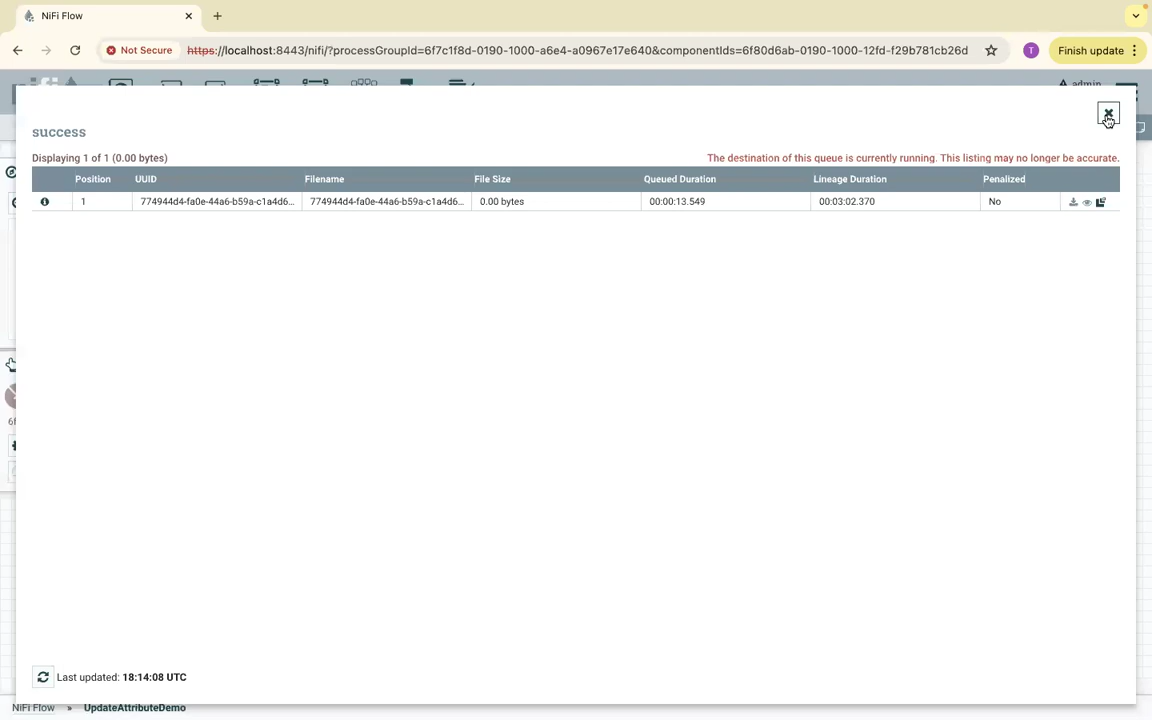 NiFi Flow
Not Secure
https://localhost:8443/nifi/?processGroupId=6f7c1f8d-0190-1000-a6e4-a0967e17e640&componentIds=6f80d6ab-0190-1000-12fd-f29b781cb26d
T
Finish update
admin
success
Displaying 1 of 1 (0.00 bytes)
The destination of this queue is currently running. This listing may no longer be accurate.
Position UUID Filename File Size Queued Duration Lineage Duration Penalized
1 774944d4-fa0e-44a6-b59a-c1a4d6... 774944d4-fa0e-44a6-b59a-c1a4d6... 0.00 bytes 00:00:13.549 00:03:02.370 No
Last updated: 18:14:08 UTC
NiFi Flow » UpdateAttributeDemo